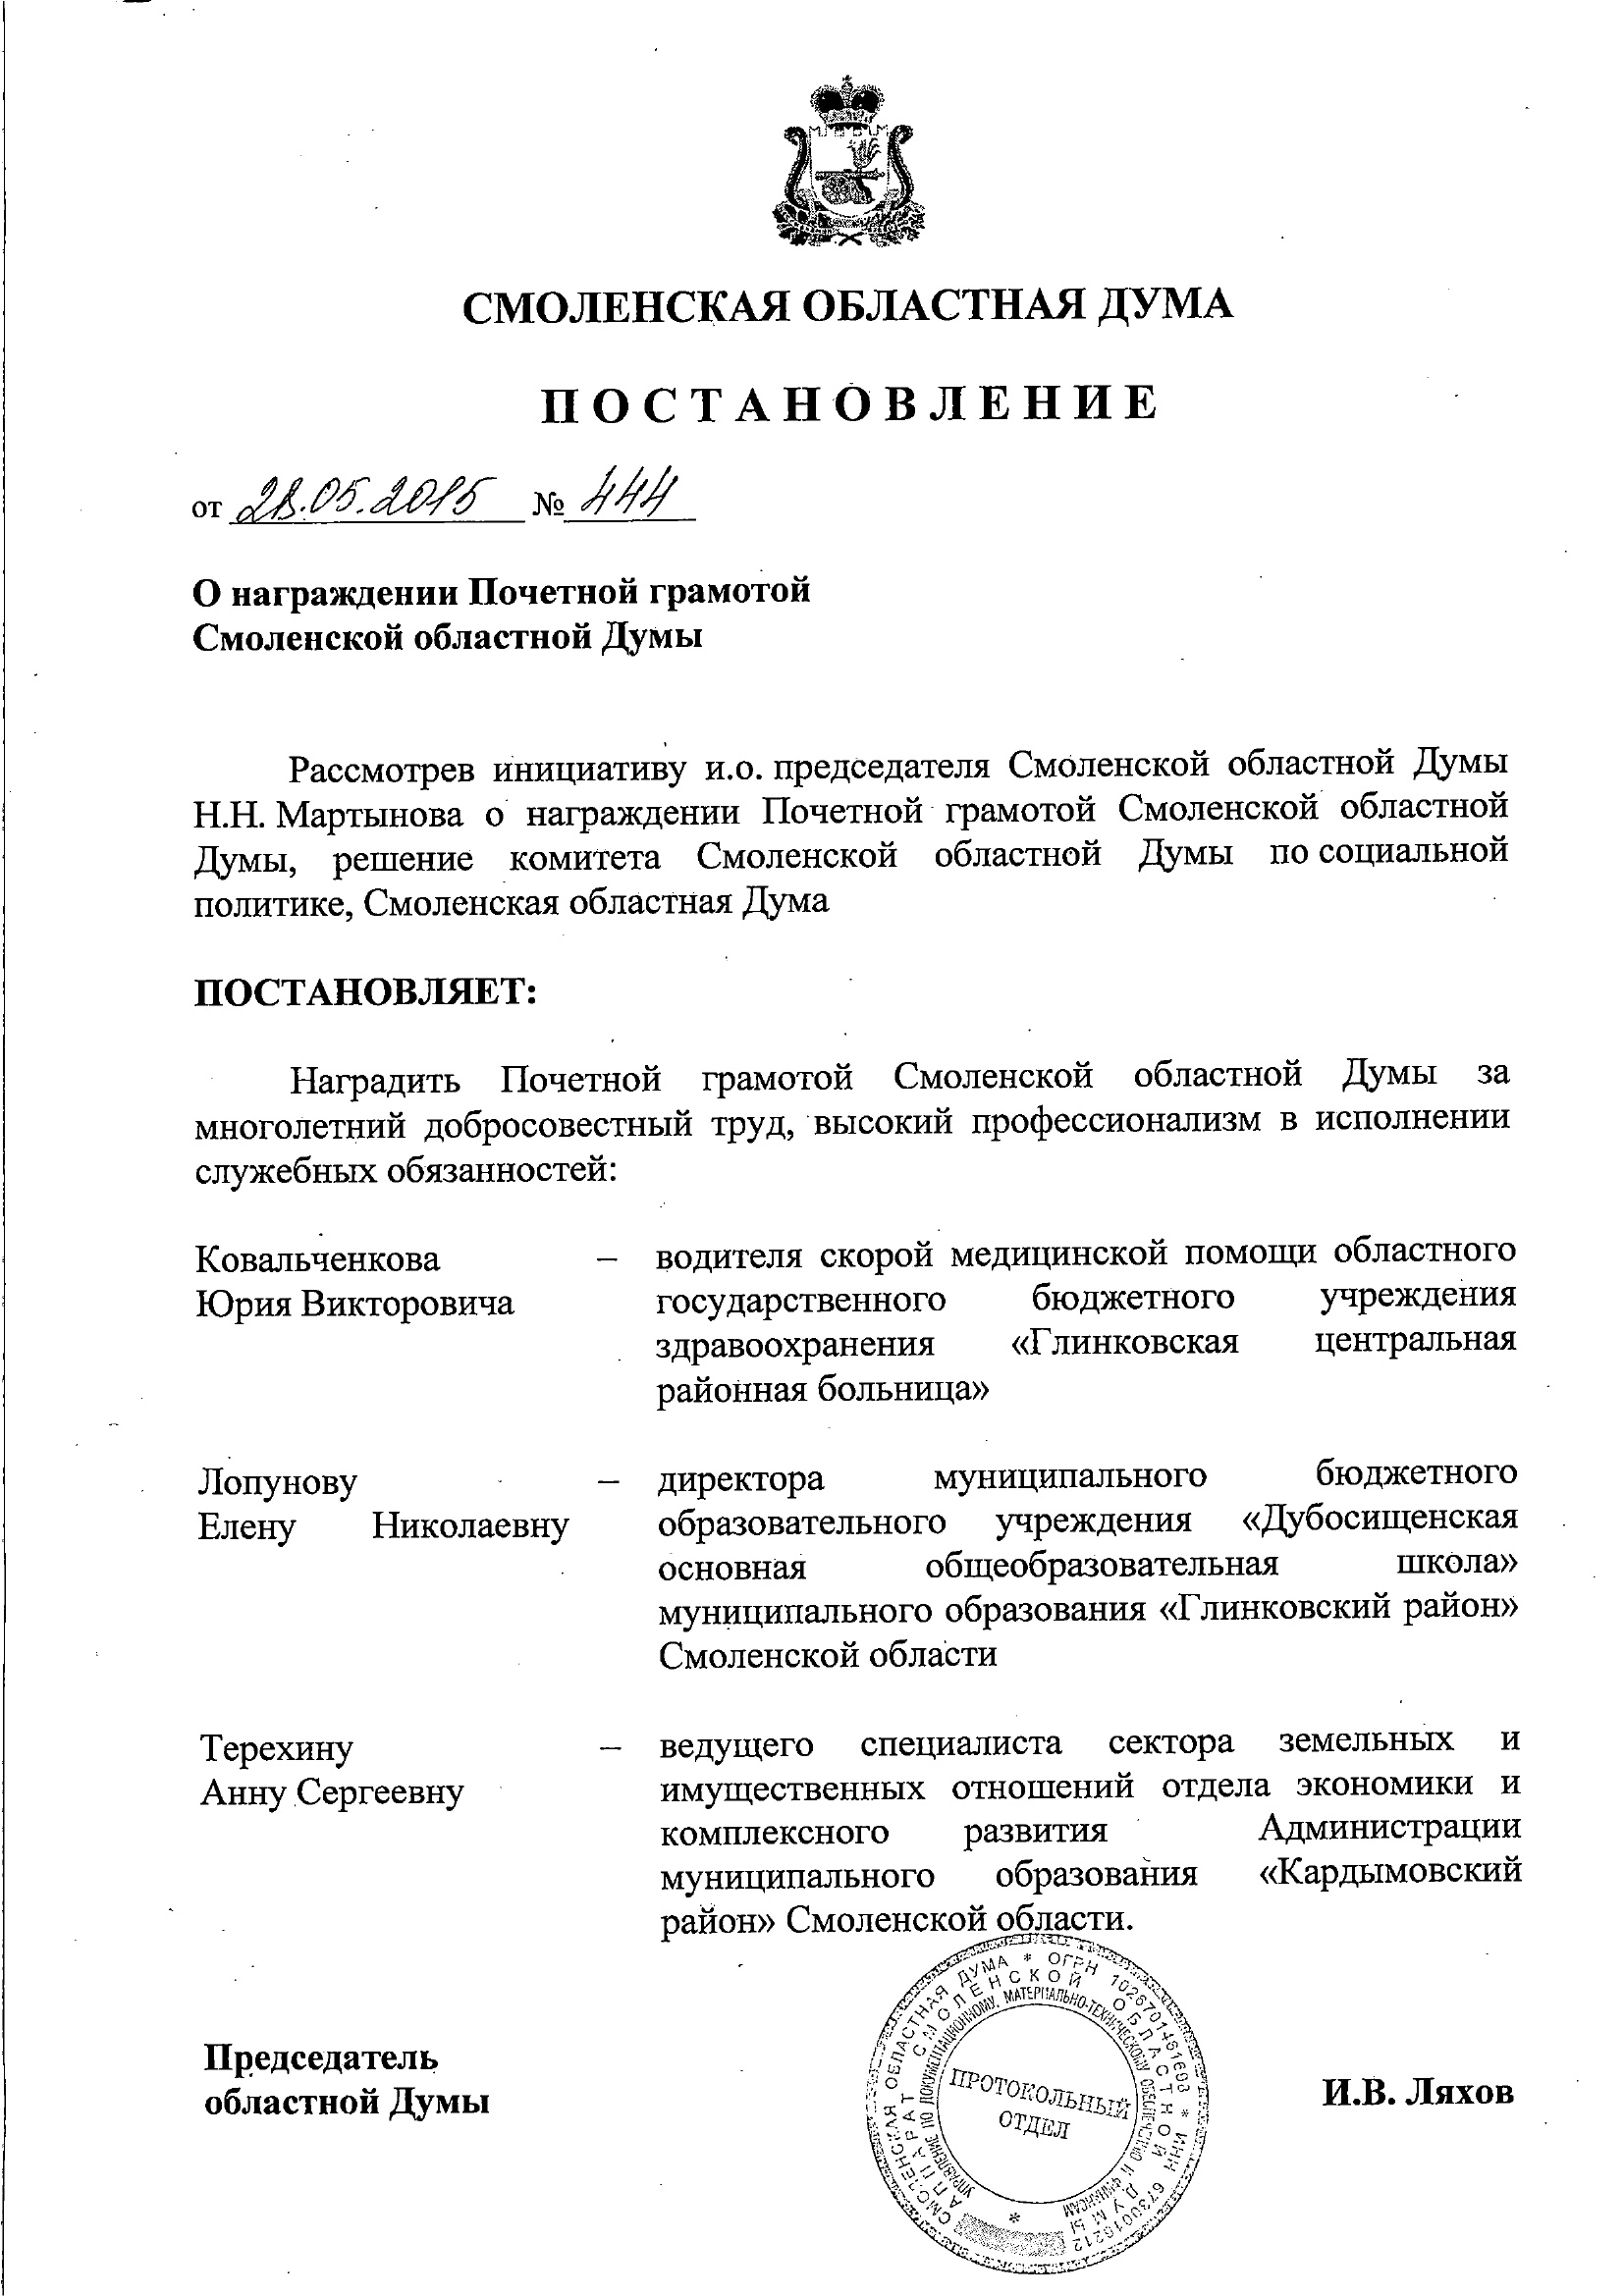 СМОЛЕНСКАЯ ОБЛАСТНАЯ ДУМА
ПОСТАНОВЛЕНИЕ
от 28.05.2015 № 444
О награждении Почетной грамотой
Смоленской областной Думы
Рассмотрев инициативу и.о. председателя Смоленской областной Думы
Н.Н. Мартынова о награждении Почетной грамотой Смоленской областной
Думы, решение комитета Смоленской областной Думы по социальной
политике, Смоленская областная Дума
ПОСТАНОВЛЯЕТ:
Наградить Почетной грамотой Смоленской областной Думы за
многолетний добросовестный труд, высокий профессионализм в исполнении
служебных обязанностей:
Ковальченкова – водителя скорой медицинской помощи областного
Юрия Викторовича государственного бюджетного учреждения
здравоохранения «Глинковская центральная
районная больница»
Лопунову – директора муниципального бюджетного
Елену Николаевну образовательного учреждения «Дубосищенская
основная общеобразовательная школа»
муниципального образования «Глинковский район»
Смоленской области
Терехину – ведущего специалиста сектора земельных и
Анну Сергеевну имущественных отношений отдела экономики и
комплексного развития Администрации
муниципального образования «Кардымовский
район» Смоленской области.
Председатель
областной Думы И.В. Ляхов
СМОЛЕНСКАЯ ОБЛАСТНАЯ ДУМА * ОГРН 1026701461603 * ИНН 6730016212
АППАРАТ СМОЛЕНСКОЙ ОБЛАСТНОЙ ДУМЫ
УПРАВЛЕНИЕ ПО ДОКУМЕНТАЦИОННОМУ, МАТЕРИАЛЬНО-ТЕХНИЧЕСКОМУ ОБЕСПЕЧЕНИЮ И ФИНАНСАМ
ПРОТОКОЛЬНЫЙ
ОТДЕЛ